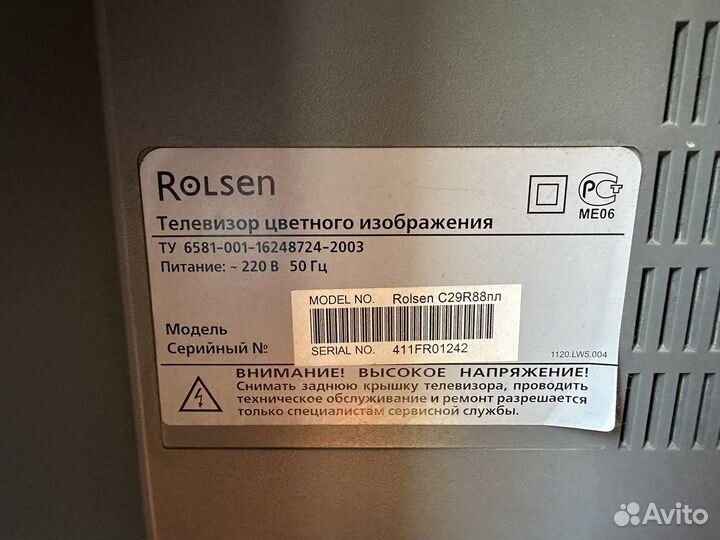 ROLSEN
Телевизор цветного изображения
ТУ 6581-001-16248724-2003
Питание: ~ 220 В 50 Гц
РСТ
МЕ06
MODEL NO. Rolsen C29R88пл
Модель
Серийный №
SERIAL NO. 411FR01242
1120.LW5.004
ВНИМАНИЕ! ВЫСОКОЕ НАПРЯЖЕНИЕ!
Снимать заднюю крышку телевизора, проводить
техническое обслуживание и ремонт разрешается
только специалистам сервисной службы.
Avito